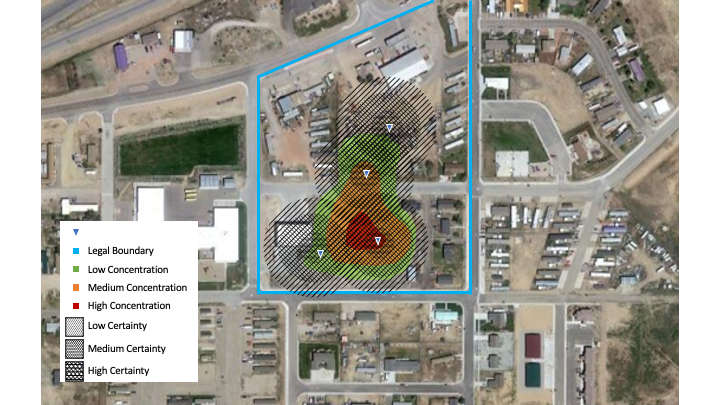 Legal Boundary
Low Concentration
Medium Concentration
High Concentration
Low Certainty
Medium Certainty
High Certainty